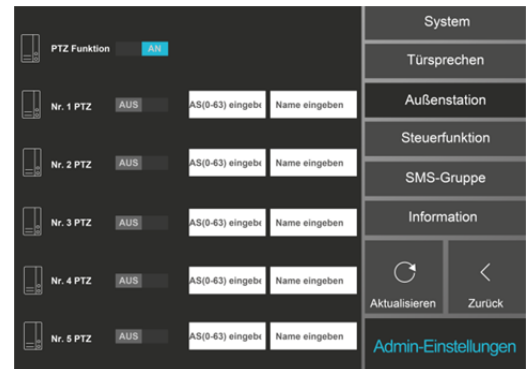 PTZ Funktion AN
Nr. 1 PTZ AUS AS(0-63) eingebe Name eingeben
Nr. 2 PTZ AUS AS(0-63) eingebe Name eingeben
Nr. 3 PTZ AUS AS(0-63) eingebe Name eingeben
Nr. 4 PTZ AUS AS(0-63) eingebe Name eingeben
Nr. 5 PTZ AUS AS(0-63) eingebe Name eingeben
System
Türsprechen
Außenstation
Steuerfunktion
SMS-Gruppe
Information
Aktualisieren Zurück
Admin-Einstellungen